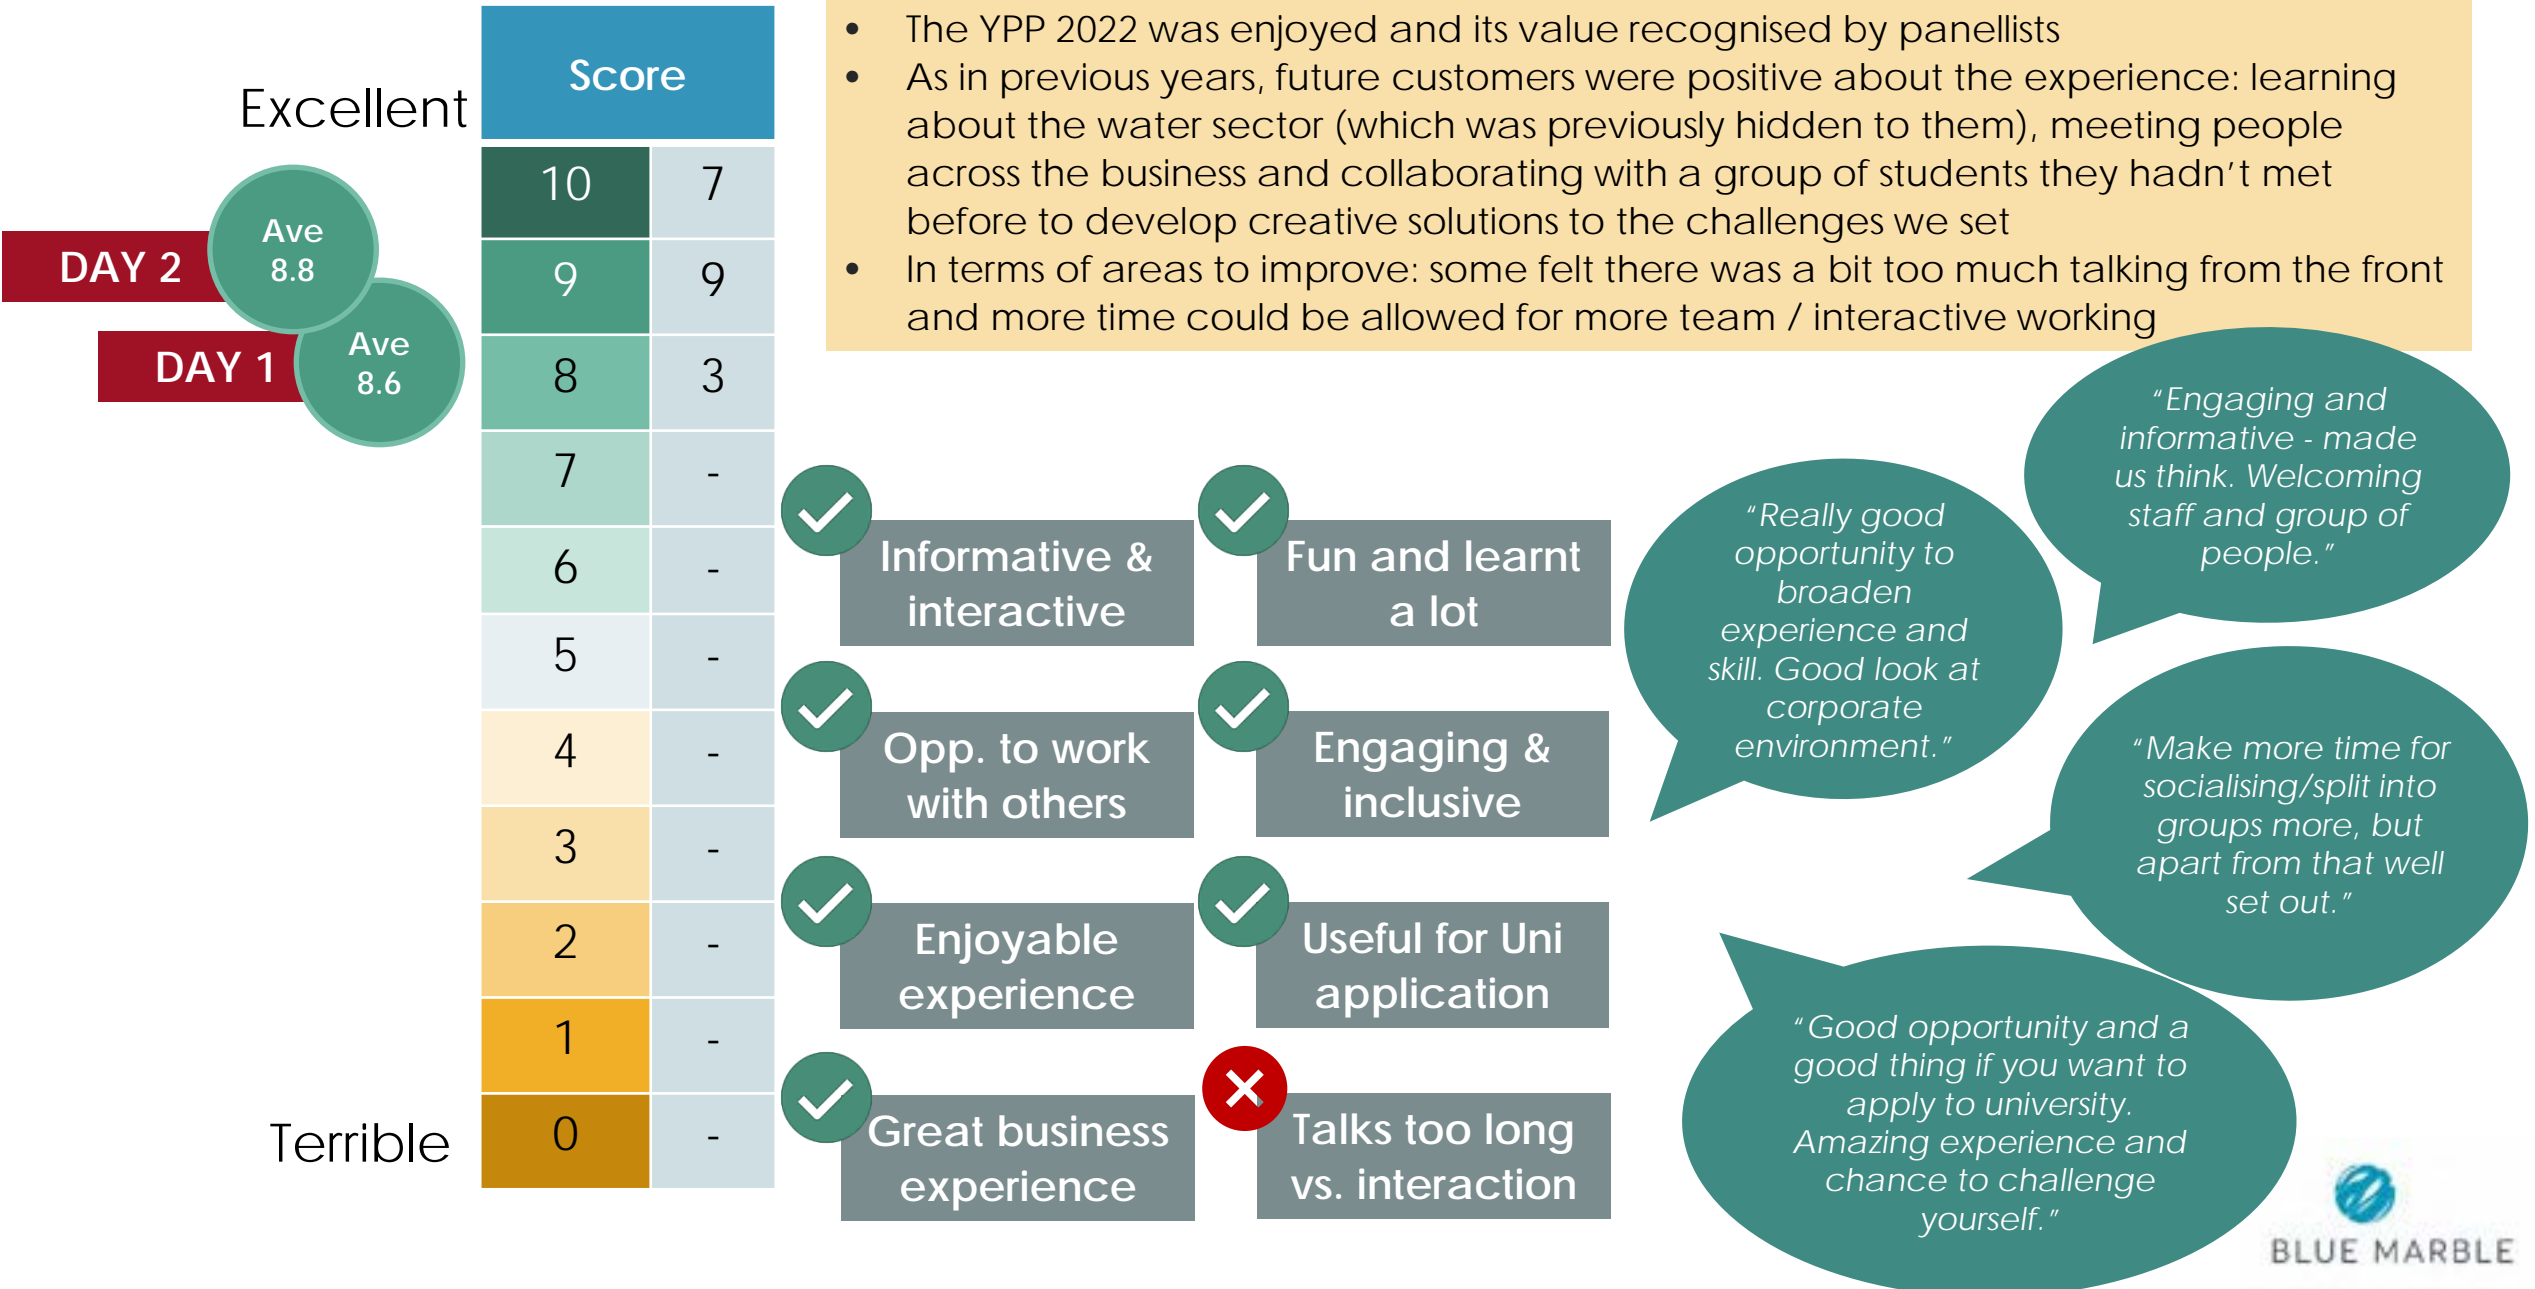 Score
Excellent
10 7
9 9
8 3
7 -
6 -
5 -
4 -
3 -
2 -
1 -
Terrible
0 -
DAY 2
Ave
8.8
DAY 1
Ave
8.6
• The YPP 2022 was enjoyed and its value recognised by panellists
• As in previous years, future customers were positive about the experience: learning
about the water sector (which was previously hidden to them), meeting people
across the business and collaborating with a group of students they hadn't met
before to develop creative solutions to the challenges we set
• In terms of areas to improve: some felt there was a bit too much talking from the front
and more time could be allowed for more team / interactive working
Informative &
interactive
Fun and learnt
a lot
Opp. to work
with others
Engaging &
inclusive
Enjoyable
experience
Useful for Uni
application
Great business
experience
Talks too long
vs. interaction
"Really good
opportunity to
broaden
experience and
skill. Good look at
corporate
environment."
"Engaging and
informative - made
us think. Welcoming
staff and group of
people."
"Make more time for
socialising/split into
groups more, but
apart from that well
set out."
"Good opportunity and a
good thing if you want to
apply to university.
Amazing experience and
chance to challenge
yourself."
BLUE MARBLE